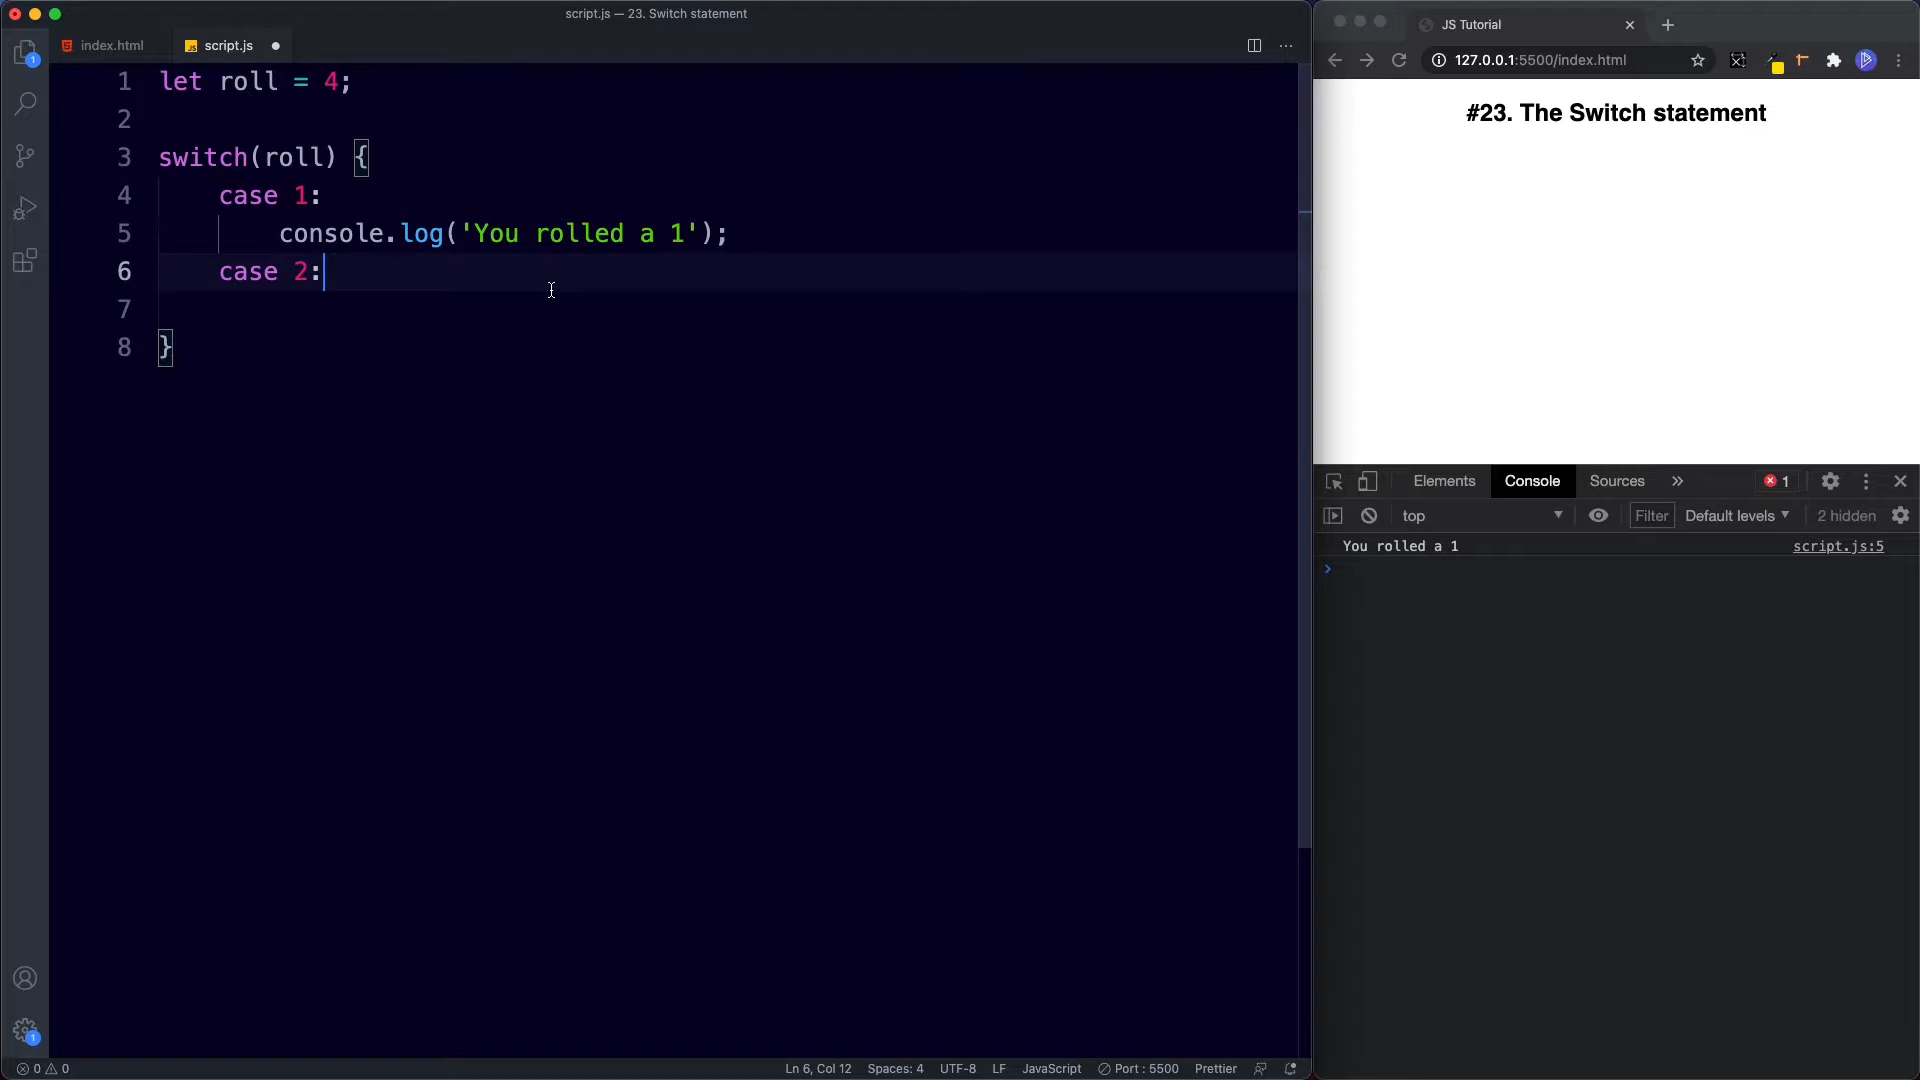 script.js — 23. Switch statement
index.html
script.js
1 let roll = 4;
2
3 switch(roll) {
4 case 1:
5 console.log('You rolled a 1');
6 case 2:
7
8 }
0 0
Ln 6, Col 12
Spaces: 4
UTF-8
LF
JavaScript
Port : 5500
Prettier
1
1
JS Tutorial
127.0.0.1:5500/index.html
#23. The Switch statement
Elements
Console
Sources
1
top
Filter
Default levels
2 hidden
You rolled a 1
script.js:5